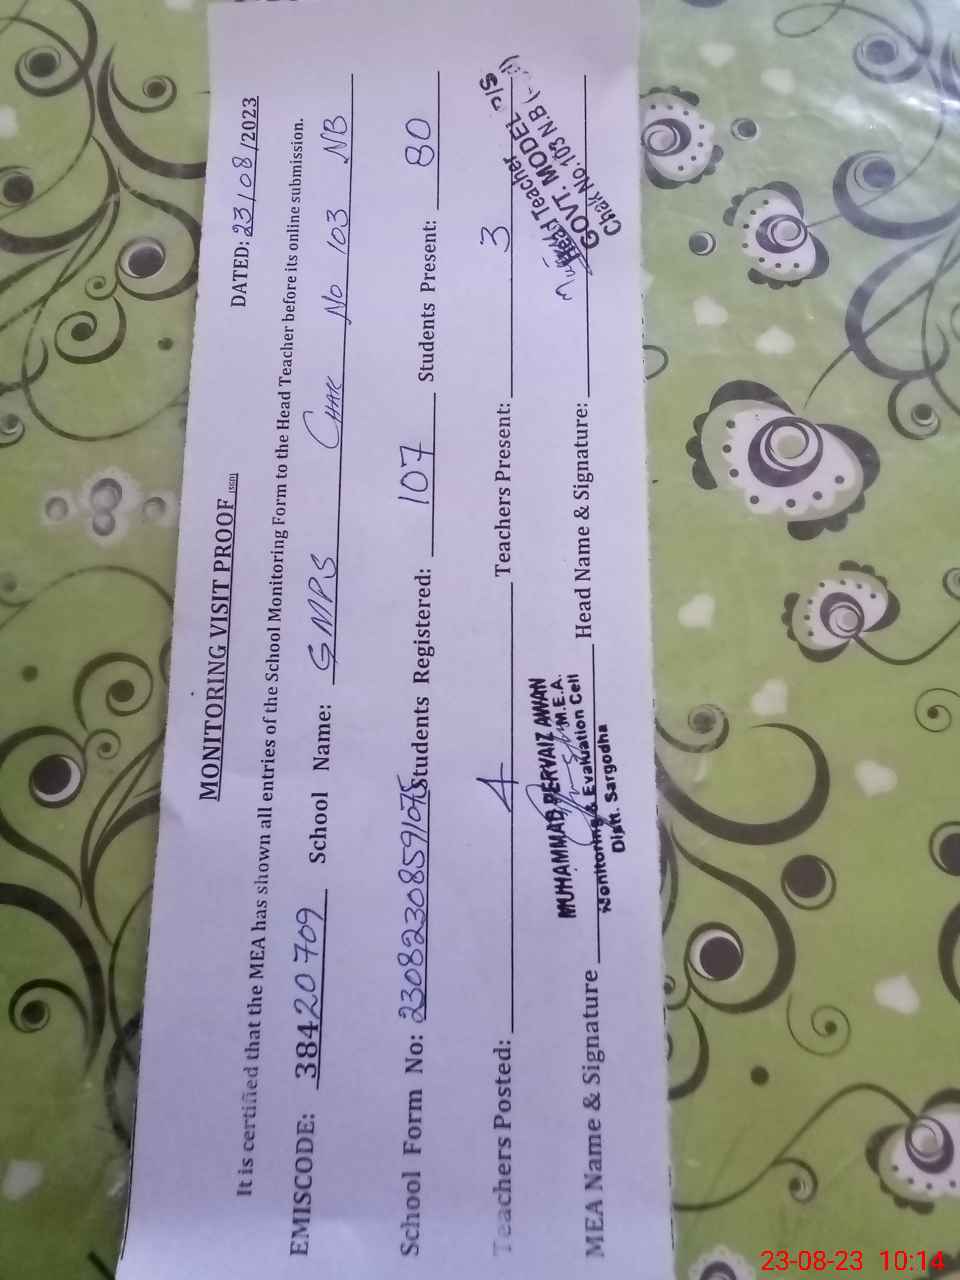 MONITORING VISIT PROOF (SGD)
DATED: 23/08/2023
It is certified that the MEA has shown all entries of the School Monitoring Form to the Head Teacher before its online submission.
EMISCODE: 38420709 School Name: GMPS CHAK No 103 NB
School Form No: 23082308591075 Students Registered: 107 Students Present: 80
Teachers Posted: 4 Teachers Present: 3
MEA Name & Signature Head Name & Signature:
MUHAMMAD PERVAIZ AWAN
M.E.A.
Monitoring & Evaluation Cell
Distt. Sargodha
Head Teacher
GOVT. MODEL P/S
Chak No.103 N.B
23-08-23 10:14